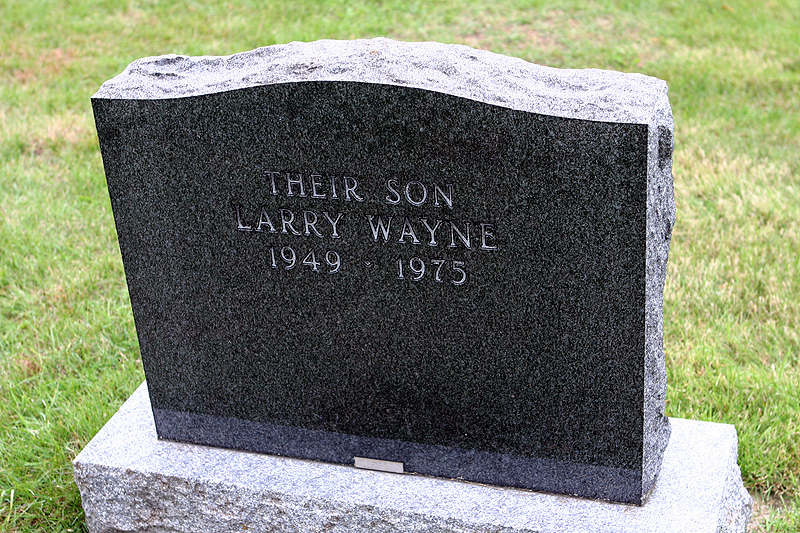 THEIR SON
LARRY WAYNE
1949 - 1975